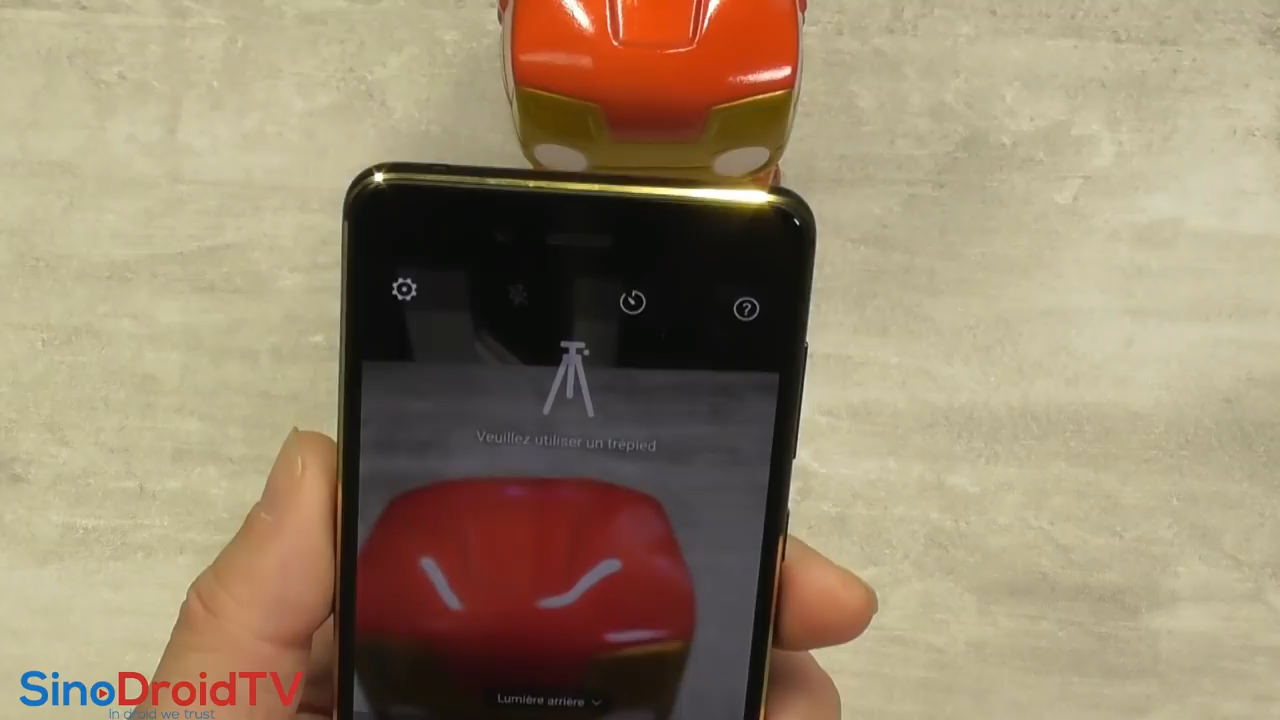 Veuillez utiliser un trépied
Lumière arrière
SinoDroidTV
In droid we trust